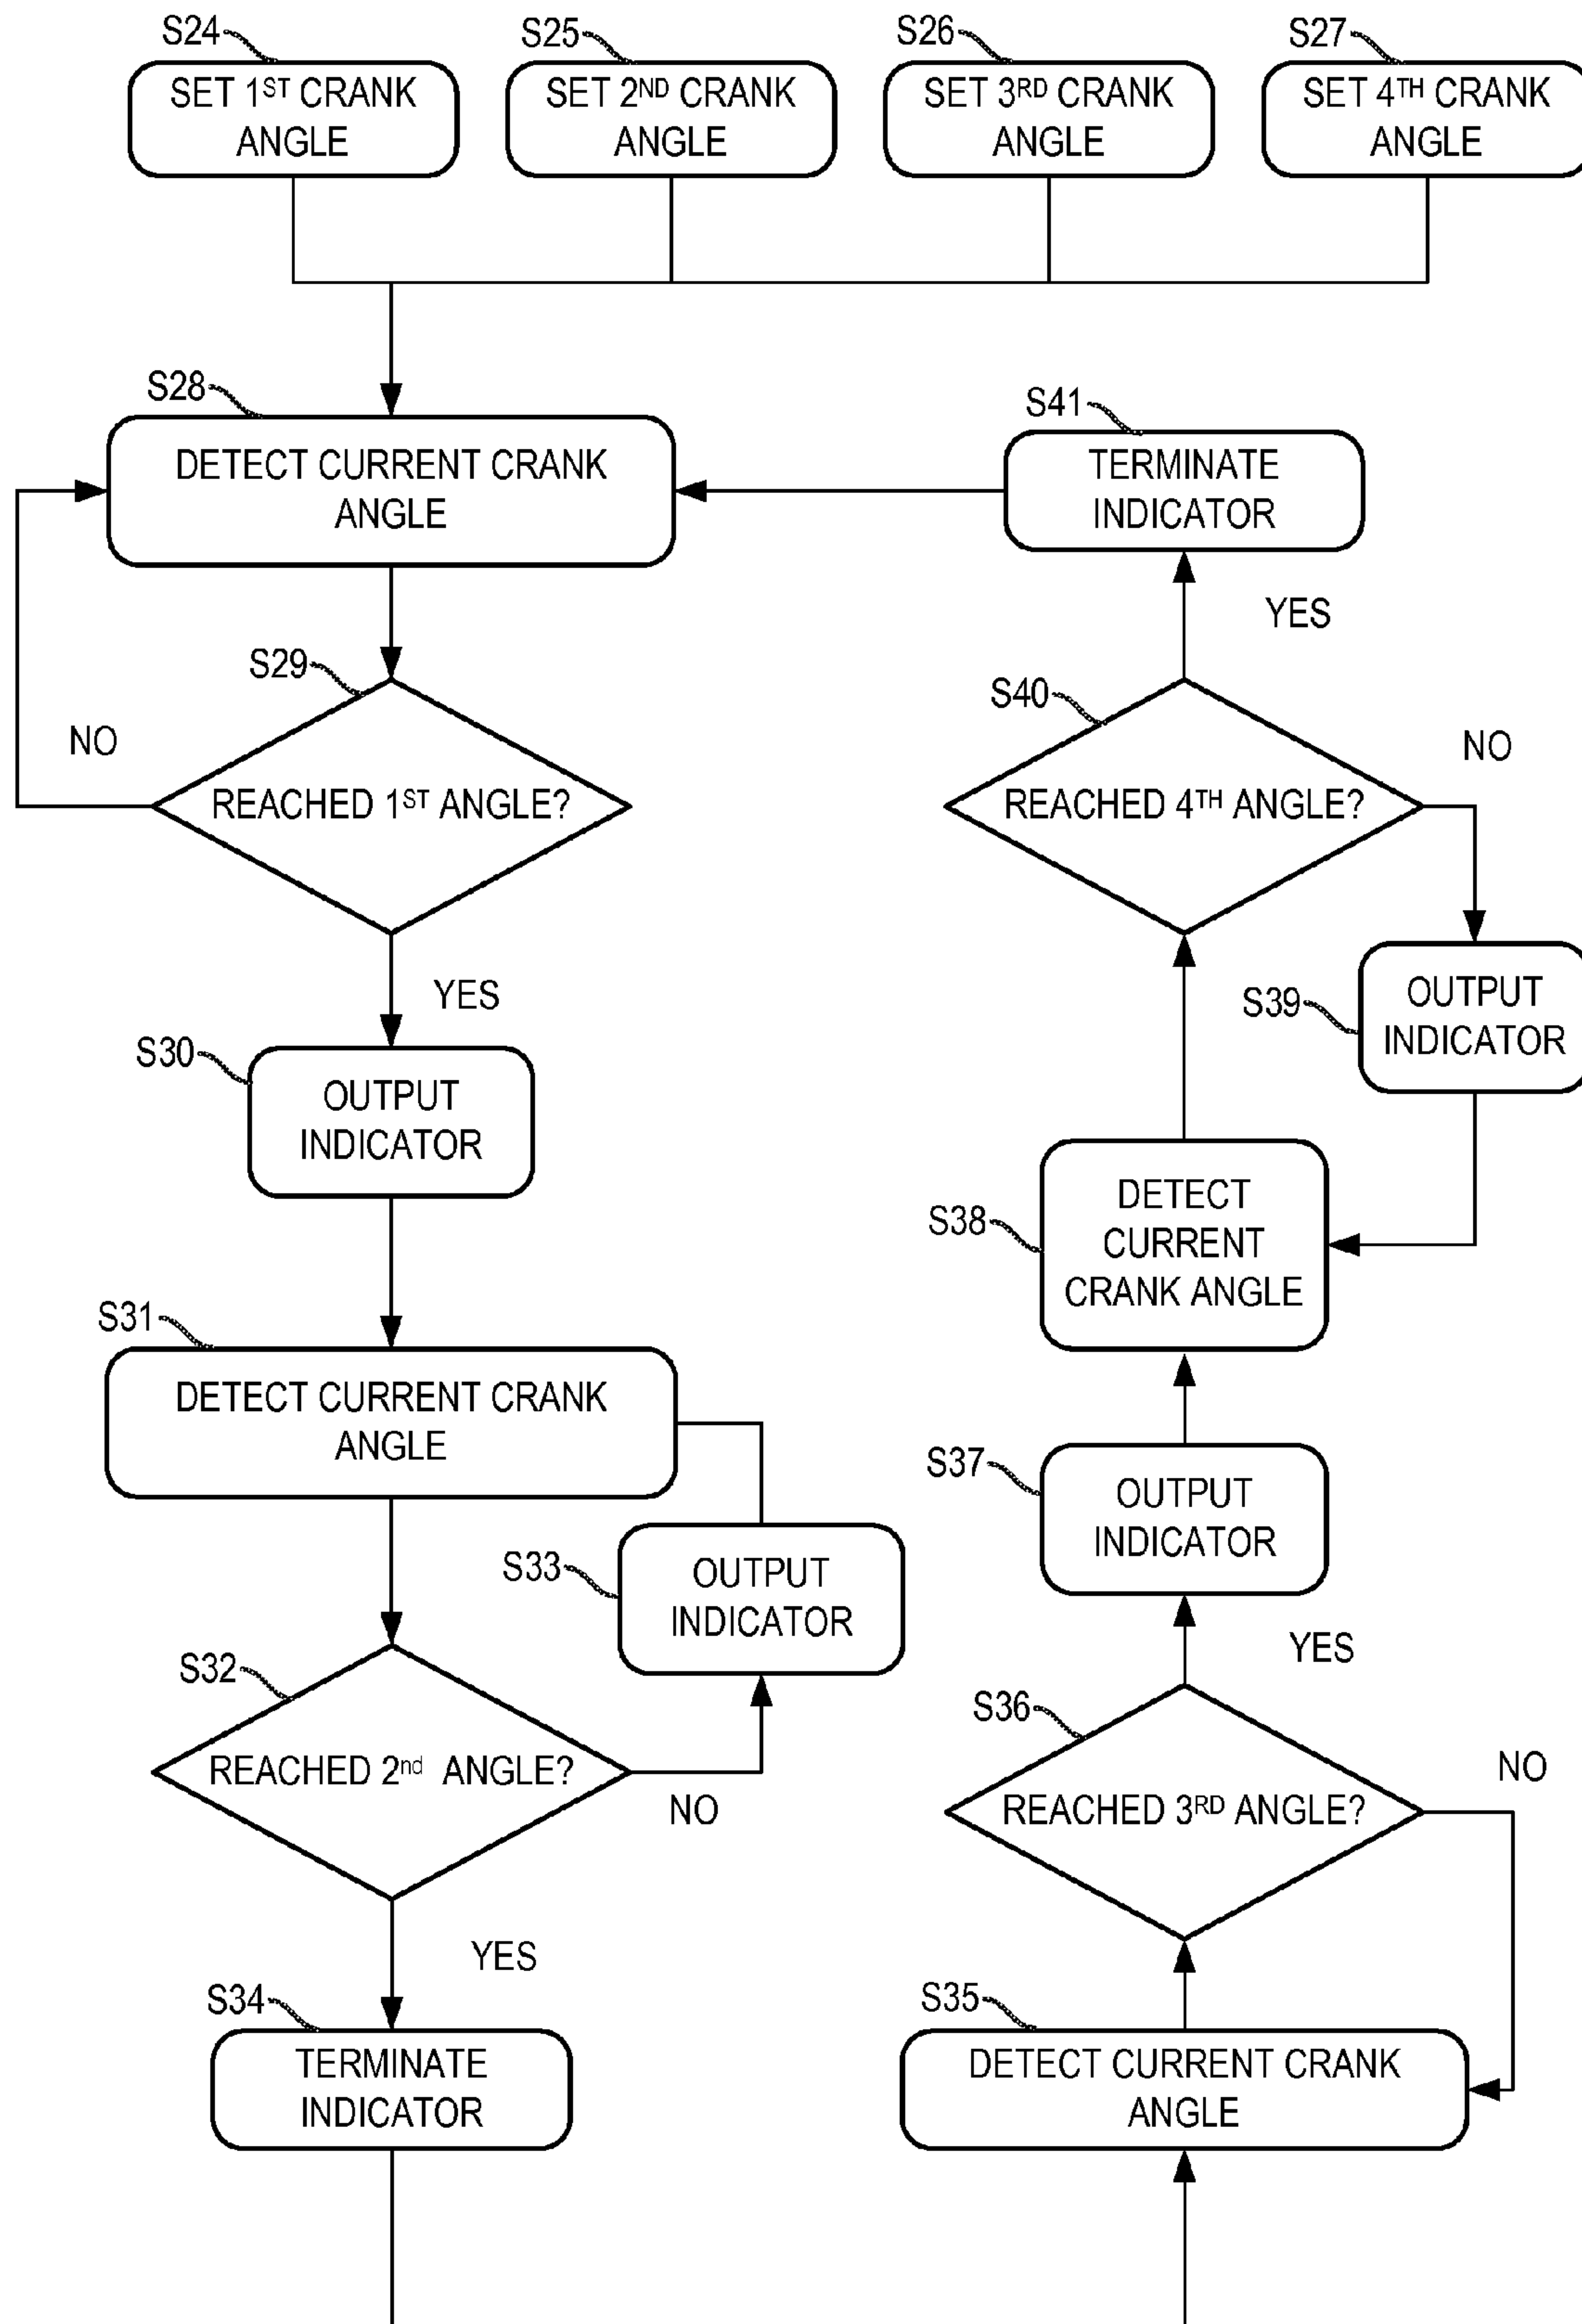 S24
SET 1ST CRANK
ANGLE
S25
SET 2ND CRANK
ANGLE
S26
SET 3RD CRANK
ANGLE
S27
SET 4TH CRANK
ANGLE
S28
DETECT CURRENT CRANK
ANGLE
S29
REACHED 1ST ANGLE?
NO
YES
S30
OUTPUT
INDICATOR
S31
DETECT CURRENT CRANK
ANGLE
S32
REACHED 2nd ANGLE?
NO
S33
OUTPUT
INDICATOR
YES
S34
TERMINATE
INDICATOR
S35
DETECT CURRENT CRANK
ANGLE
S36
REACHED 3RD ANGLE?
NO
YES
S37
OUTPUT
INDICATOR
S38
DETECT
CURRENT
CRANK ANGLE
S39
OUTPUT
INDICATOR
S40
REACHED 4TH ANGLE?
NO
YES
S41
TERMINATE
INDICATOR